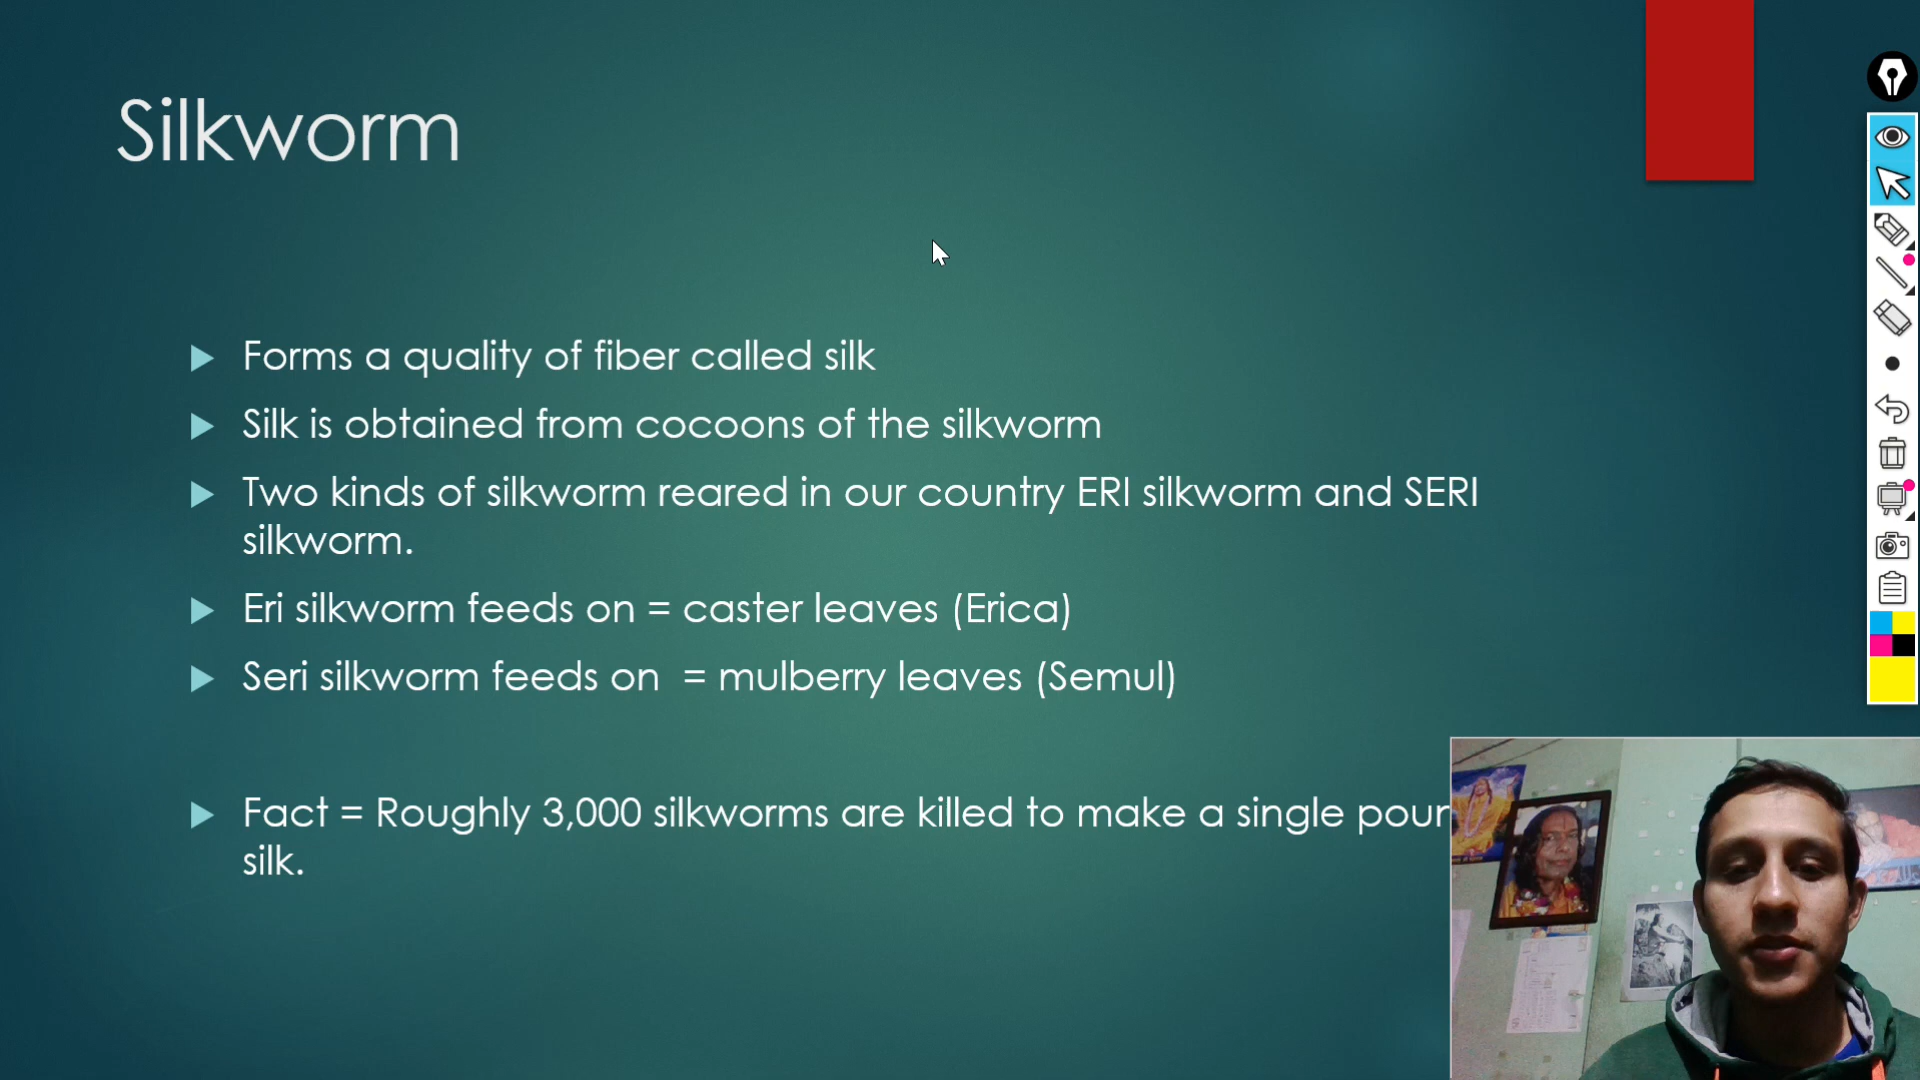 Silkworm
Forms a quality of fiber called silk
Silk is obtained from cocoons of the silkworm
Two kinds of silkworm reared in our country ERI silkworm and SERI
silkworm.
Eri silkworm feeds on = caster leaves (Erica)
Seri silkworm feeds on = mulberry leaves (Semul)
Fact = Roughly 3,000 silkworms are killed to make a single
silk.